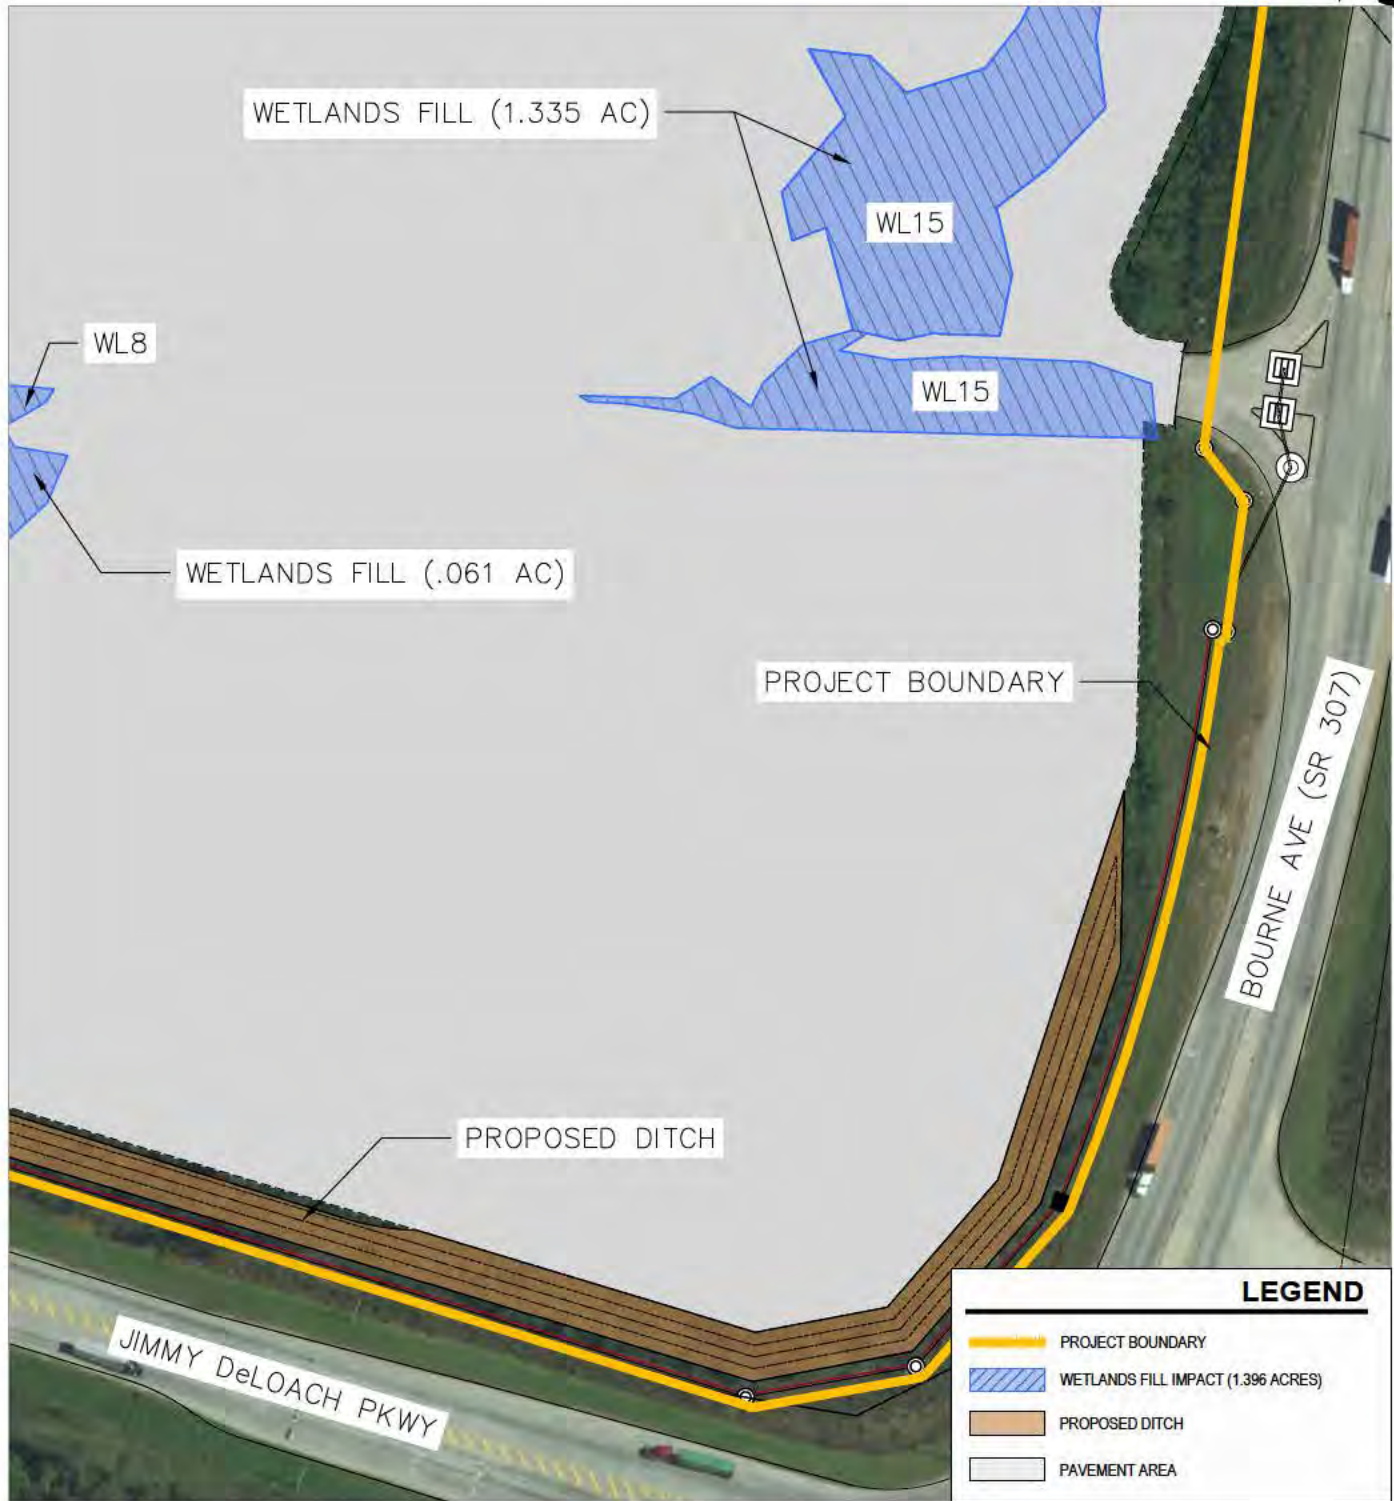 WETLANDS FILL (1.335 AC)
WL15
WL8
WL15
WETLANDS FILL (.061 AC)
PROJECT BOUNDARY
BOURNE AVE (SR 307)
PROPOSED DITCH
JIMMY DeLOACH PKWY
LEGEND
PROJECT BOUNDARY
WETLANDS FILL IMPACT (1.396 ACRES)
PROPOSED DITCH
PAVEMENT AREA